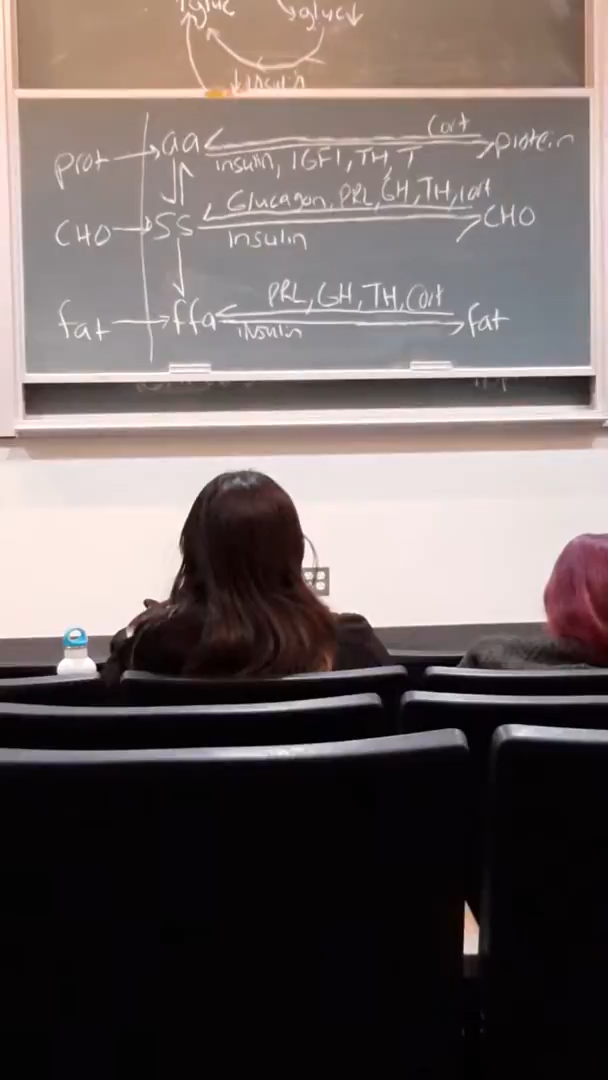 ↑gluc ↘gluc↓
↓insulin
Cort
prot → aa protein
insulin, IGF1, TH, T
Glucagon, PRL, GH, TH, cort
CHO → SS CHO
Insulin
PRL, GH, TH, Cort
fat → ffa fat
insulin